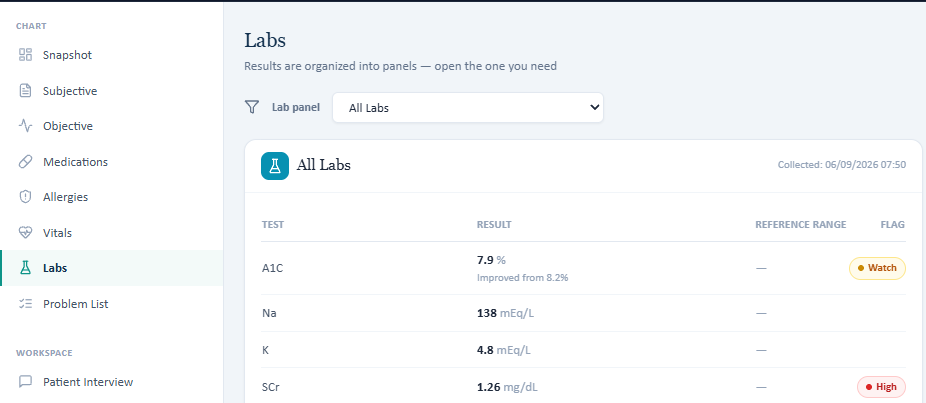 CHART
Snapshot
Subjective
Objective
Medications
Allergies
Vitals
Labs
Problem List
WORKSPACE
Patient Interview
Labs
Results are organized into panels — open the one you need
Lab panel All Labs
All Labs Collected: 06/09/2026 07:50
TEST RESULT REFERENCE RANGE FLAG
A1C 7.9 % — Watch
Improved from 8.2%
Na 138 mEq/L —
K 4.8 mEq/L —
SCr 1.26 mg/dL — High